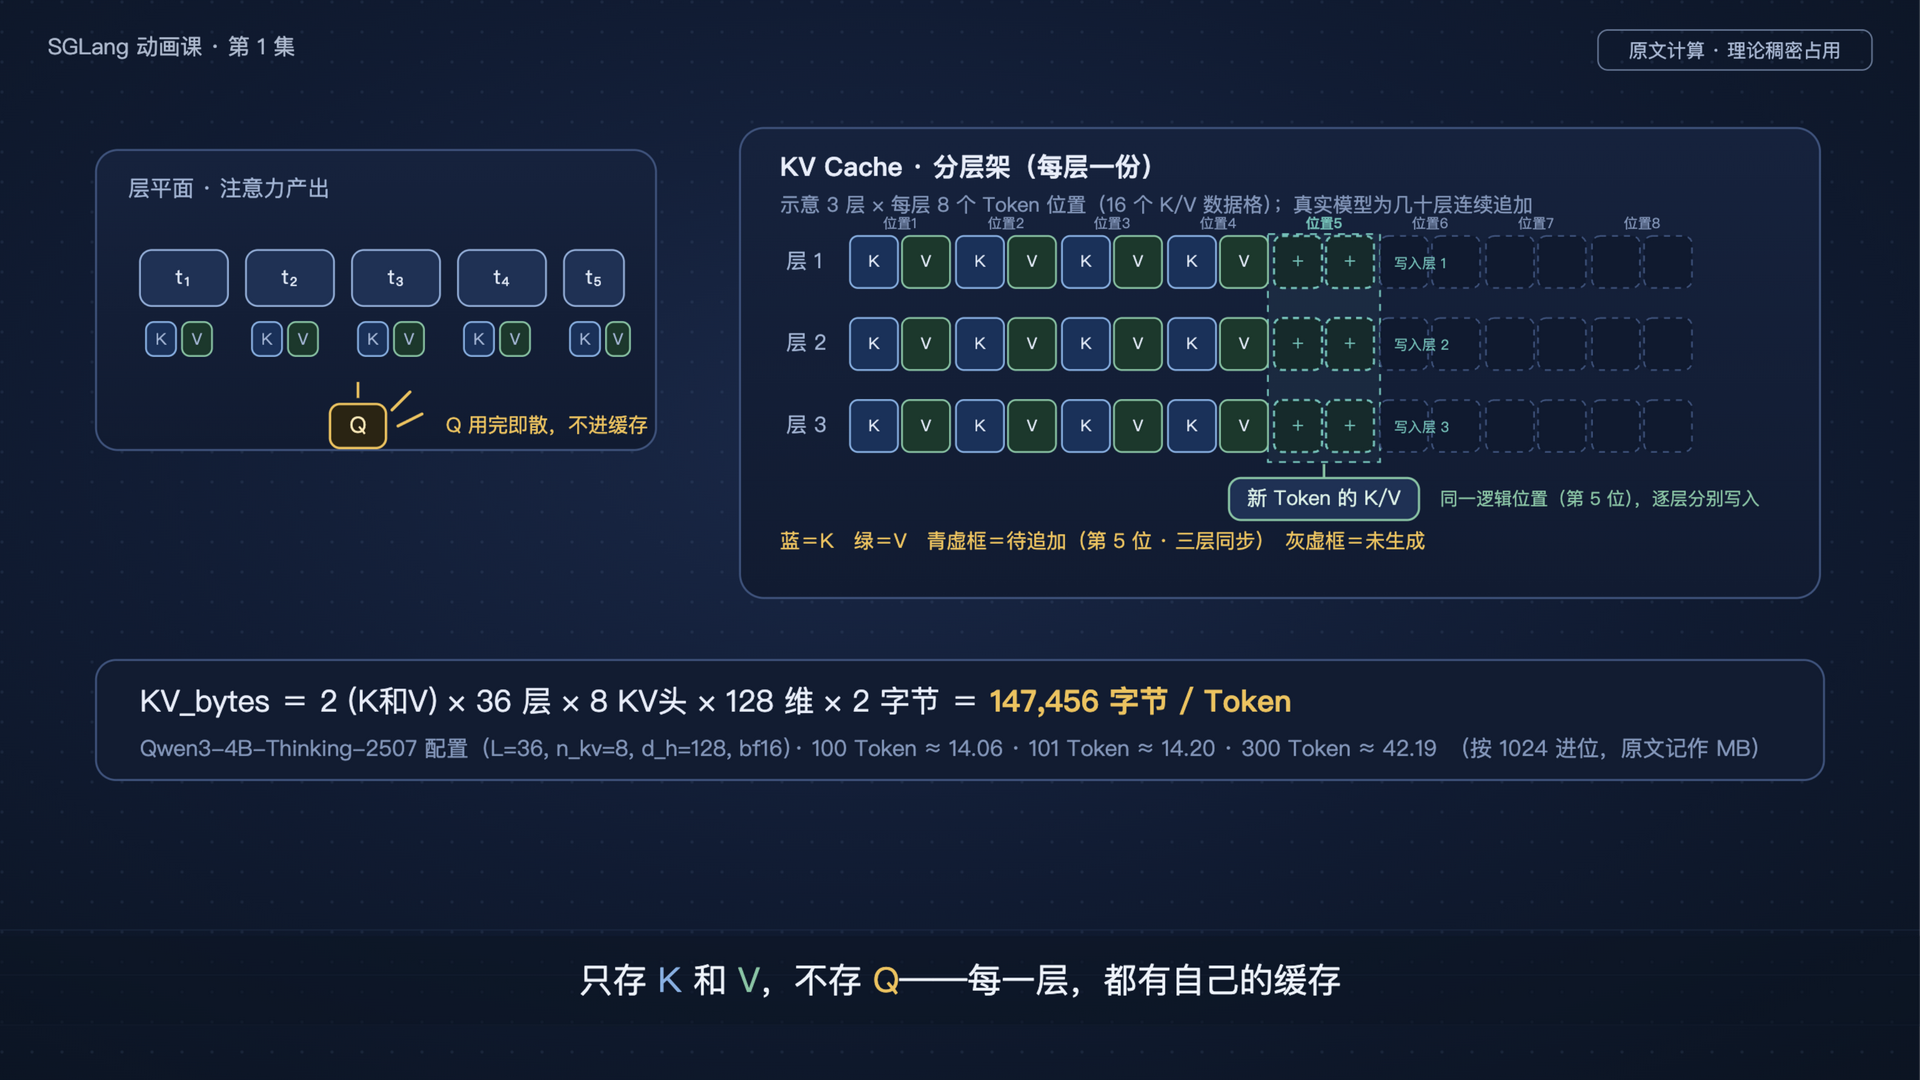 SGLang 动画课 · 第 1 集
原文计算 · 理论稠密占用
层平面 · 注意力产出
t₁ t₂ t₃ t₄ t₅
K V K V K V K V K V
Q Q 用完即散，不进缓存
KV Cache · 分层架（每层一份）
示意 3 层 × 每层 8 个 Token 位置（16 个 K/V 数据格）；真实模型为几十层连续追加
位置1 位置2 位置3 位置4 位置5 位置6 位置7 位置8
层 1 K V K V K V K V + + 写入层 1
层 2 K V K V K V K V + + 写入层 2
层 3 K V K V K V K V + + 写入层 3
新 Token 的 K/V 同一逻辑位置（第 5 位），逐层分别写入
蓝＝K 绿＝V 青虚框＝待追加（第 5 位 · 三层同步） 灰虚框＝未生成
KV_bytes ＝ 2 (K和V) × 36 层 × 8 KV头 × 128 维 × 2 字节 ＝ 147,456 字节 / Token
Qwen3-4B-Thinking-2507 配置（L=36, n_kv=8, d_h=128, bf16）· 100 Token ≈ 14.06 · 101 Token ≈ 14.20 · 300 Token ≈ 42.19 （按 1024 进位，原文记作 MB）
只存 K 和 V，不存 Q——每一层，都有自己的缓存